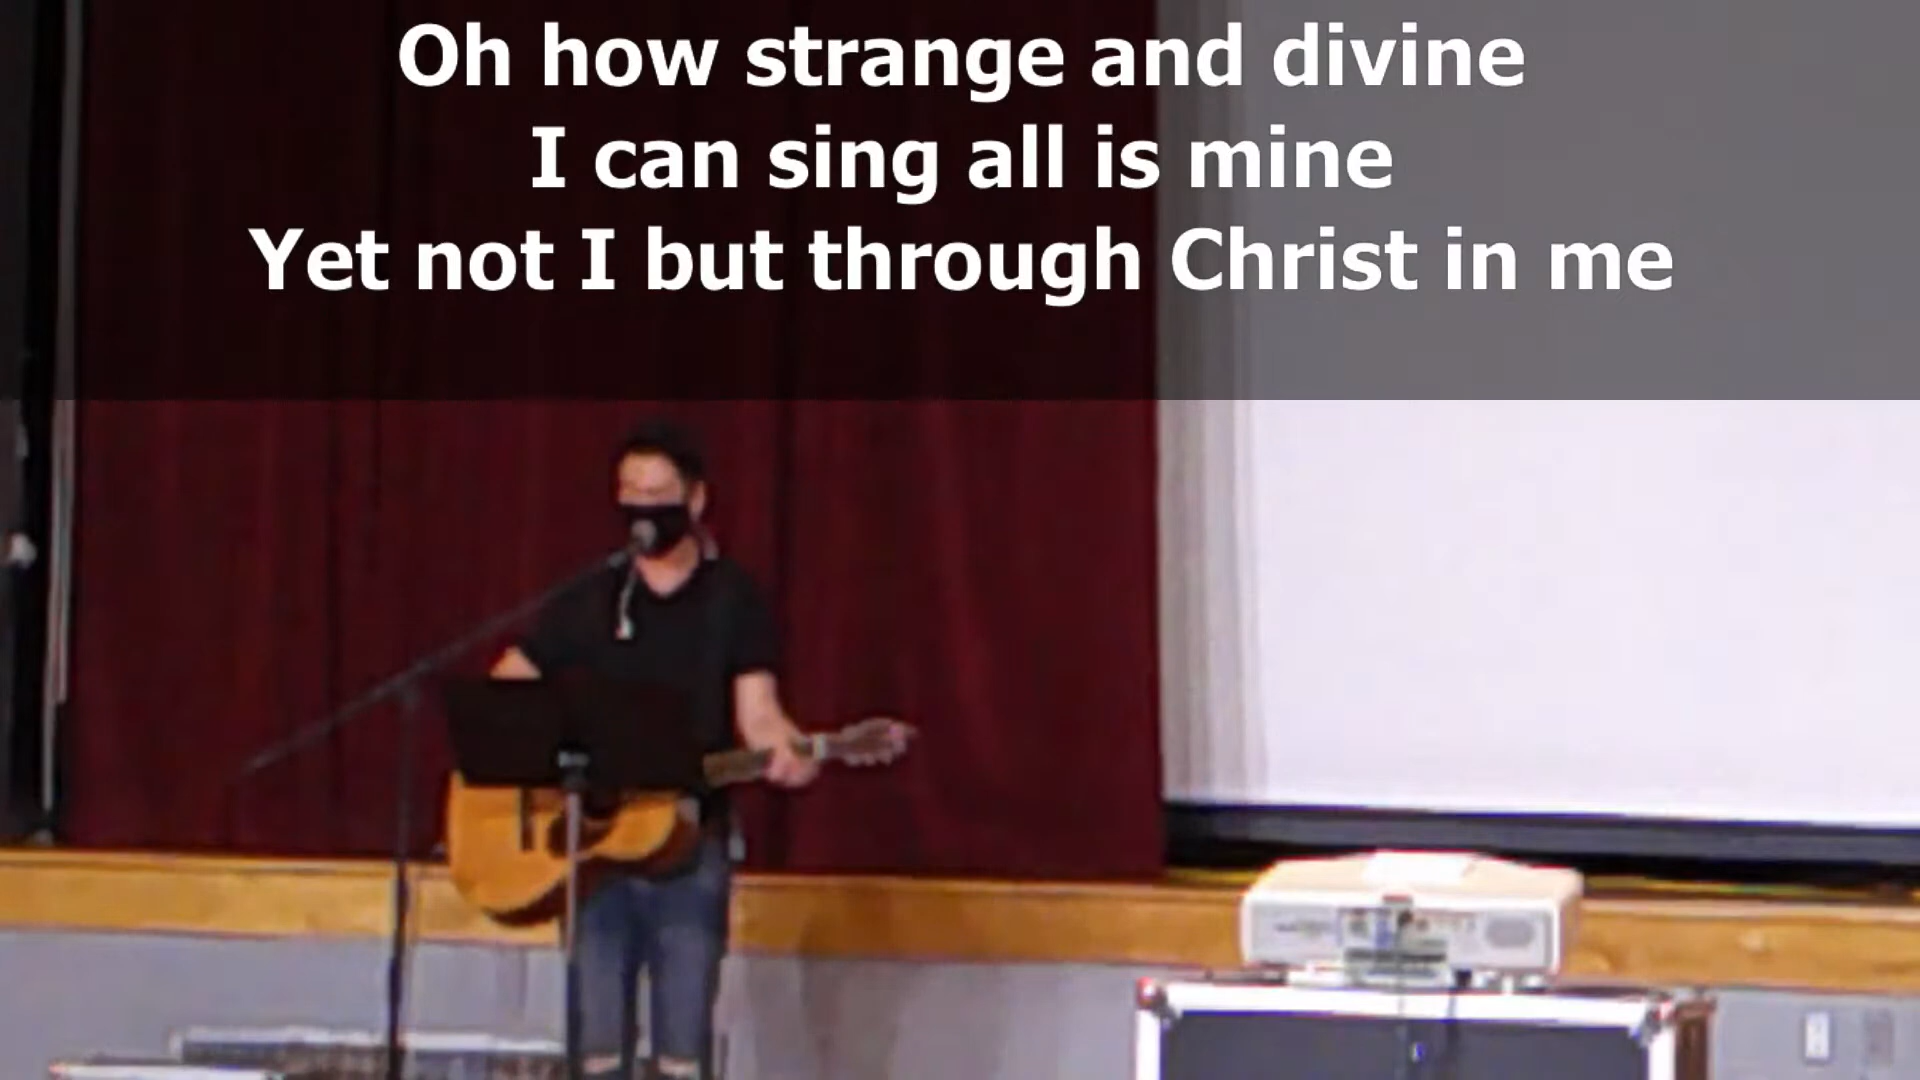 Oh how strange and divine
I can sing all is mine
Yet not I but through Christ in me